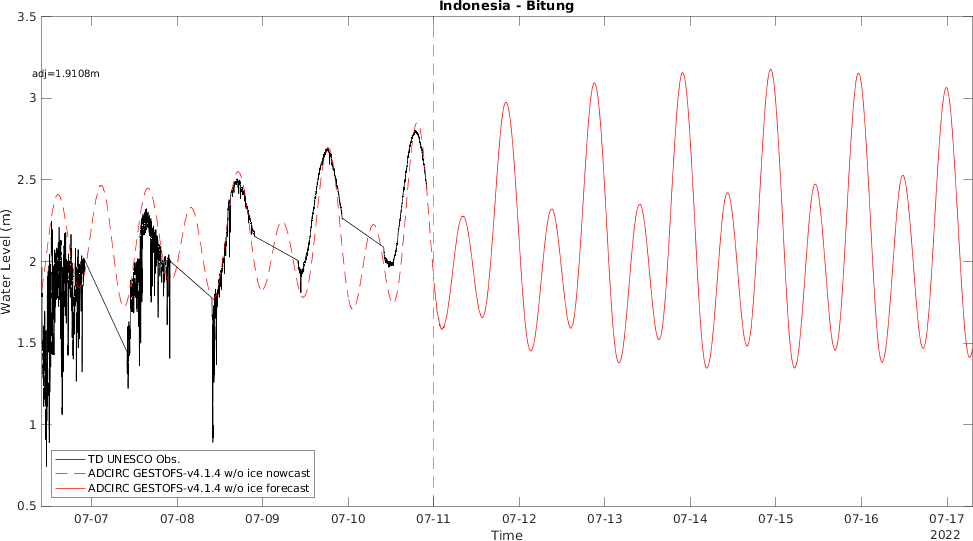 Indonesia - Bitung
3.5
adj=1.9108m
3
2.5
2
1.5
1
0.5
Water Level (m)
TD UNESCO Obs.
ADCIRC GESTOFS-v4.1.4 w/o ice nowcast
ADCIRC GESTOFS-v4.1.4 w/o ice forecast
07-07 07-08 07-09 07-10 07-11 07-12 07-13 07-14 07-15 07-16 07-17
Time
2022